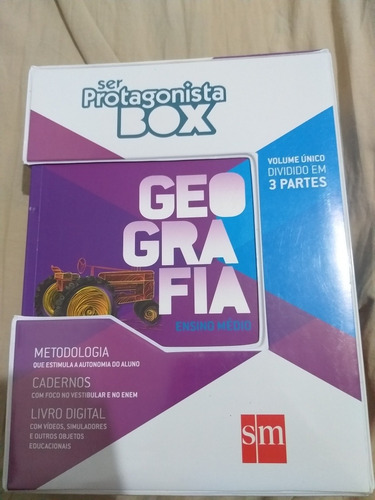 ser
Protagonista
BOX
VOLUME ÚNICO
DIVIDIDO EM
3 PARTES
GEO
GRA
FIA
ENSINO MÉDIO
METODOLOGIA
QUE ESTIMULA A AUTONOMIA DO ALUNO
CADERNOS
COM FOCO NO VESTIBULAR E NO ENEM
LIVRO DIGITAL
COM VÍDEOS, SIMULADORES
E OUTROS OBJETOS
EDUCACIONAIS
sm